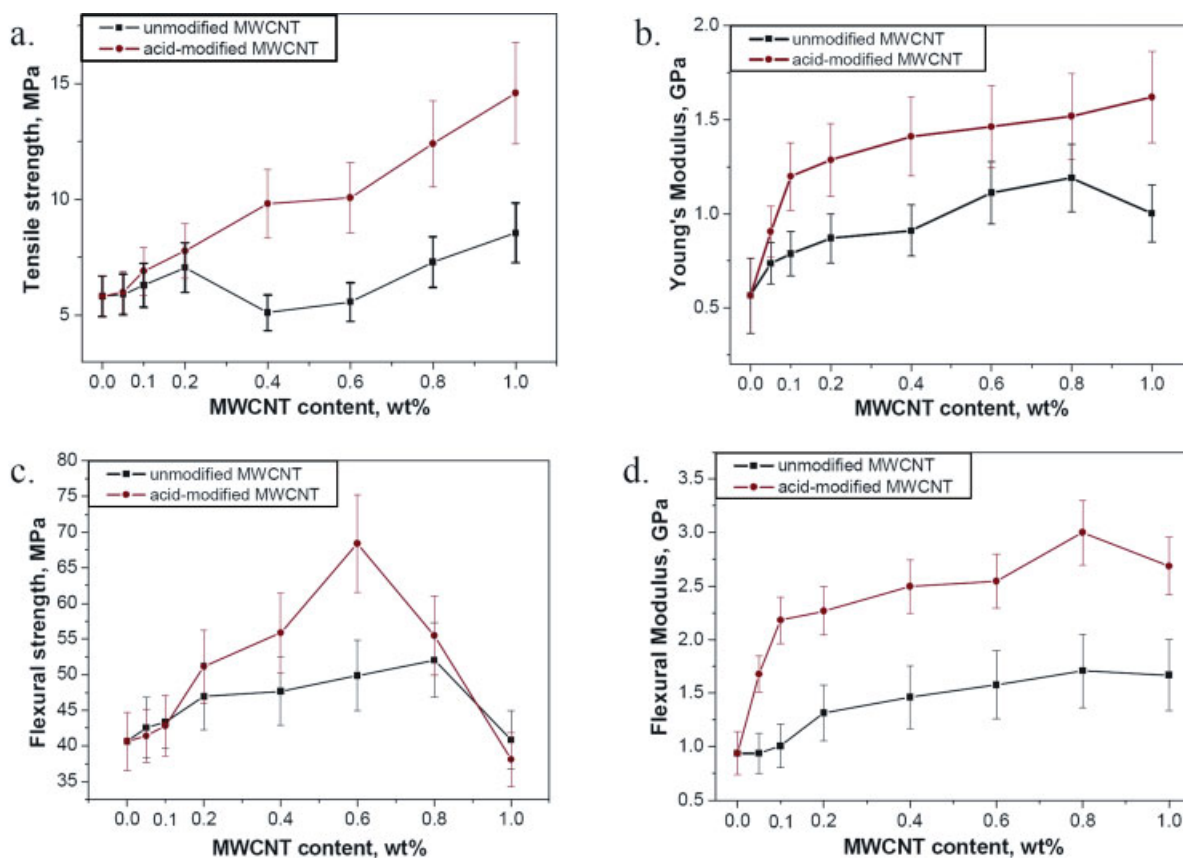 a.
unmodified MWCNT
acid-modified MWCNT
Tensile strength, MPa
15
10
5
0.0 0.1 0.2 0.4 0.6 0.8 1.0
MWCNT content, wt%
b.
unmodified MWCNT
acid-modified MWCNT
Young's Modulus, GPa
2.0
1.5
1.0
0.5
0.0 0.1 0.2 0.4 0.6 0.8 1.0
MWCNT content, wt%
c.
unmodified MWCNT
acid-modified MWCNT
Flexural strength, MPa
80
75
70
65
60
55
50
45
40
35
0.0 0.1 0.2 0.4 0.6 0.8 1.0
MWCNT content, wt%
d.
unmodified MWCNT
acid-modified MWCNT
Flexural Modulus, GPa
3.5
3.0
2.5
2.0
1.5
1.0
0.5
0.0 0.1 0.2 0.4 0.6 0.8 1.0
MWCNT content, wt%